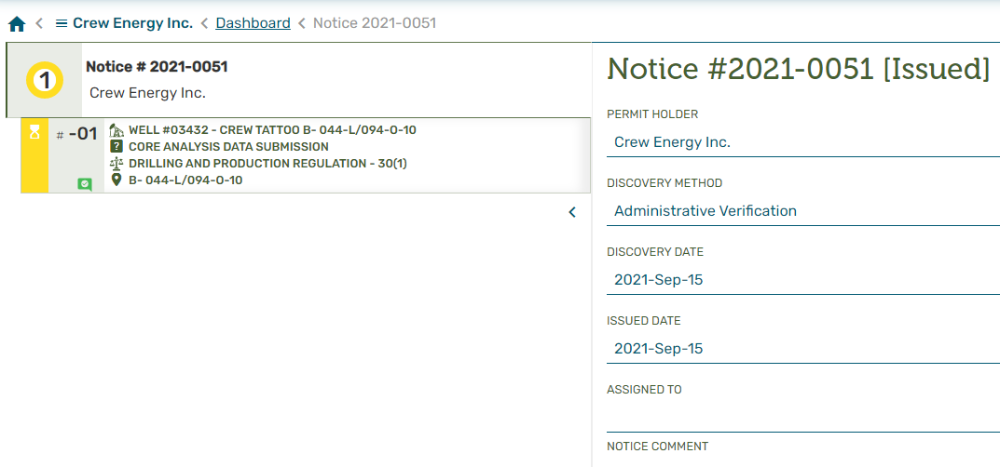 Crew Energy Inc. Dashboard Notice 2021-0051
1
Notice # 2021-0051
Crew Energy Inc.
# -01
WELL #03432 - CREW TATTOO B- 044-L/094-O-10
? CORE ANALYSIS DATA SUBMISSION
DRILLING AND PRODUCTION REGULATION - 30(1)
B- 044-L/094-O-10
Notice #2021-0051 [Issued]
PERMIT HOLDER
Crew Energy Inc.
DISCOVERY METHOD
Administrative Verification
DISCOVERY DATE
2021-Sep-15
ISSUED DATE
2021-Sep-15
ASSIGNED TO
NOTICE COMMENT